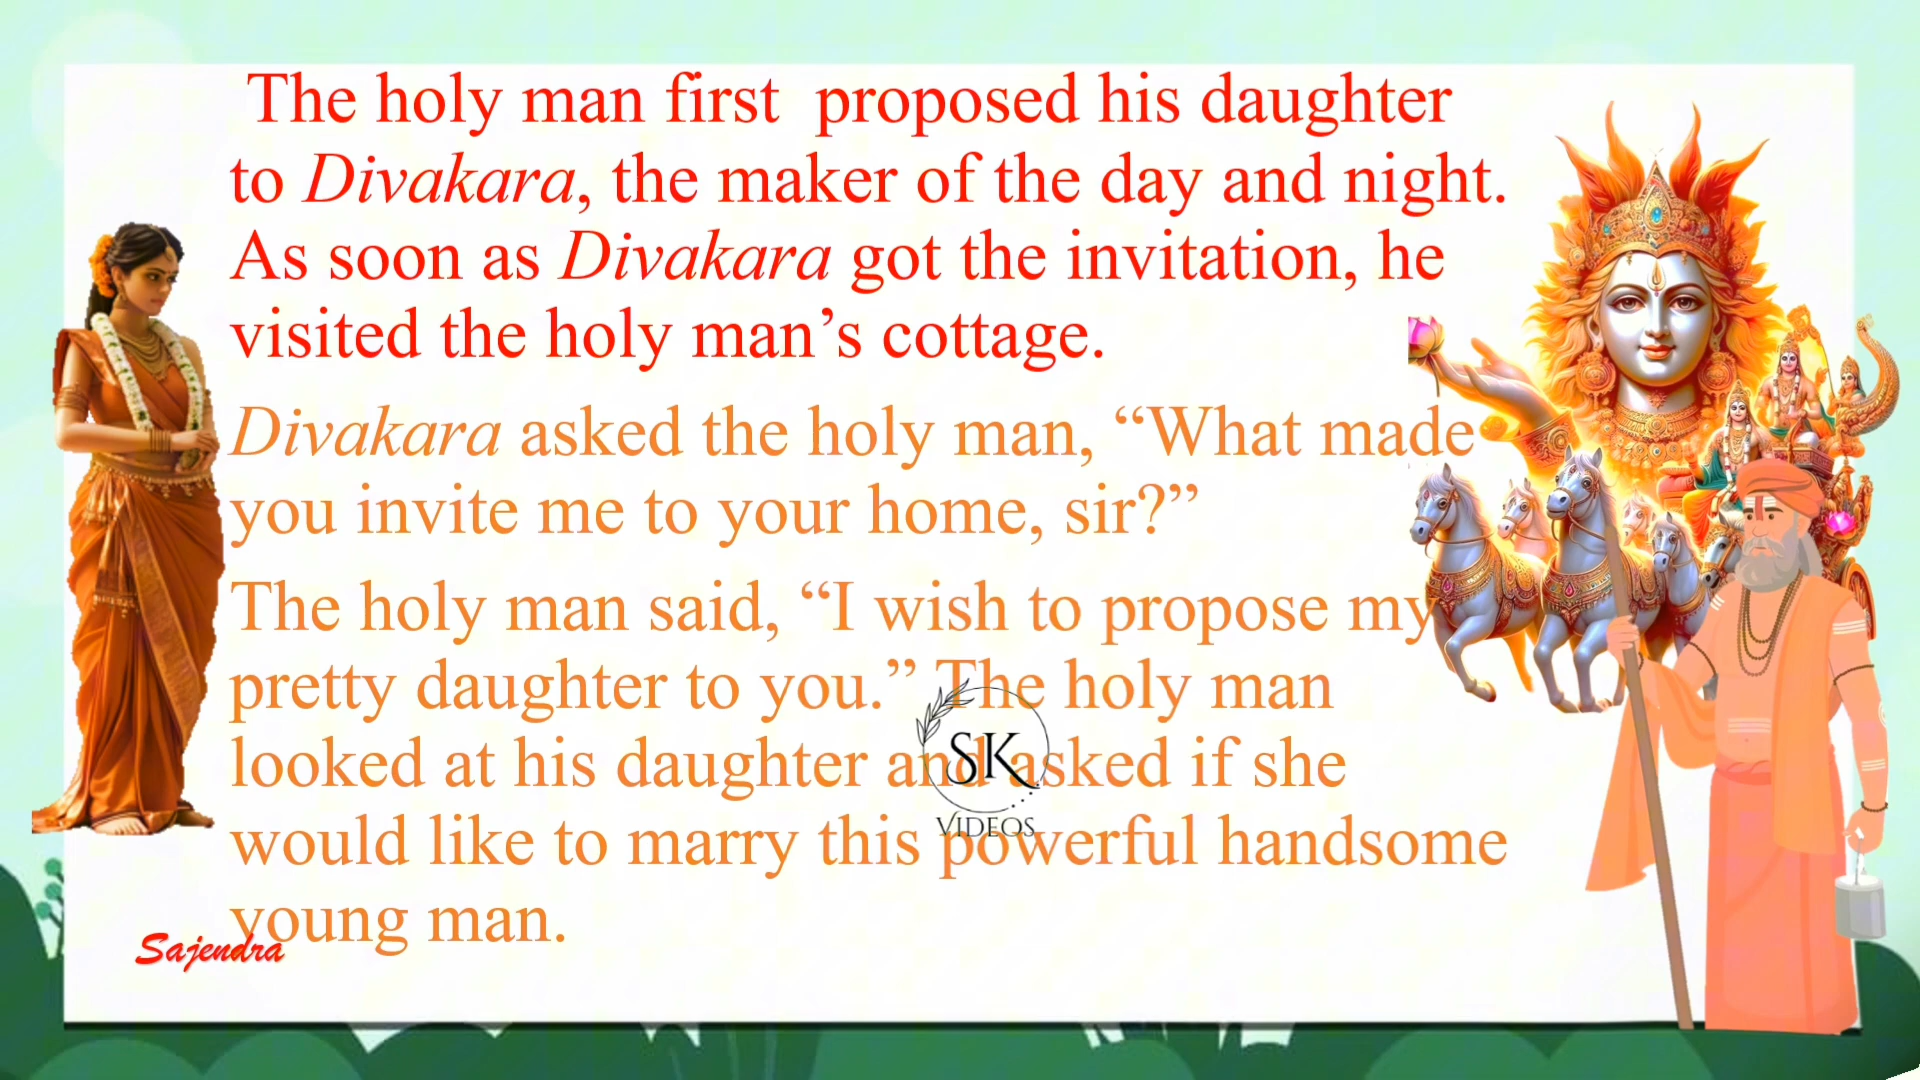 The holy man first proposed his daughter
to Divakara, the maker of the day and night.
As soon as Divakara got the invitation, he
visited the holy man’s cottage.
Divakara asked the holy man, “What made
you invite me to your home, sir?”
The holy man said, “I wish to propose my
pretty daughter to you.” The holy man
looked at his daughter and asked if she
would like to marry this powerful handsome
young man.
SK
VIDEOS
Sajendra